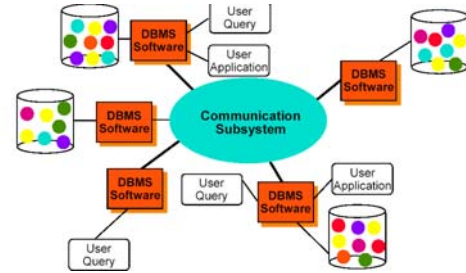 User
Query
DBMS
Software
User
Application
DBMS
Software
DBMS
Software
Communication
Subsystem
DBMS
Software
User
Query
User
Query
DBMS
Software
User
Application